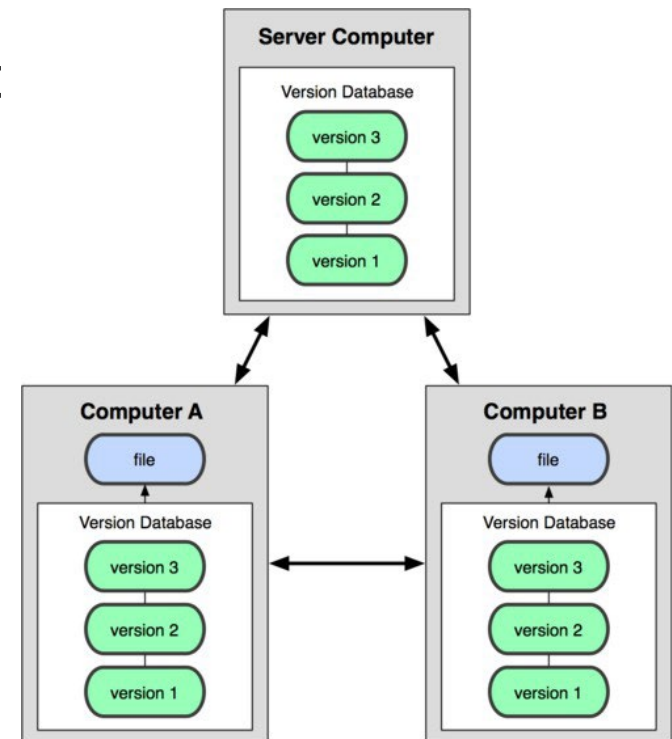 Server Computer
Version Database
version 3
version 2
version 1
Computer A
file
Version Database
version 3
version 2
version 1
Computer B
file
Version Database
version 3
version 2
version 1